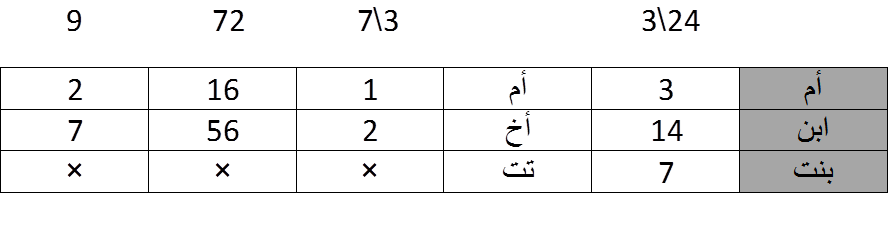 3\24 7\3 72 9
أم 3 أم 1 16 2
ابن 14 أخ 2 56 7
بنت 7 تت × × ×